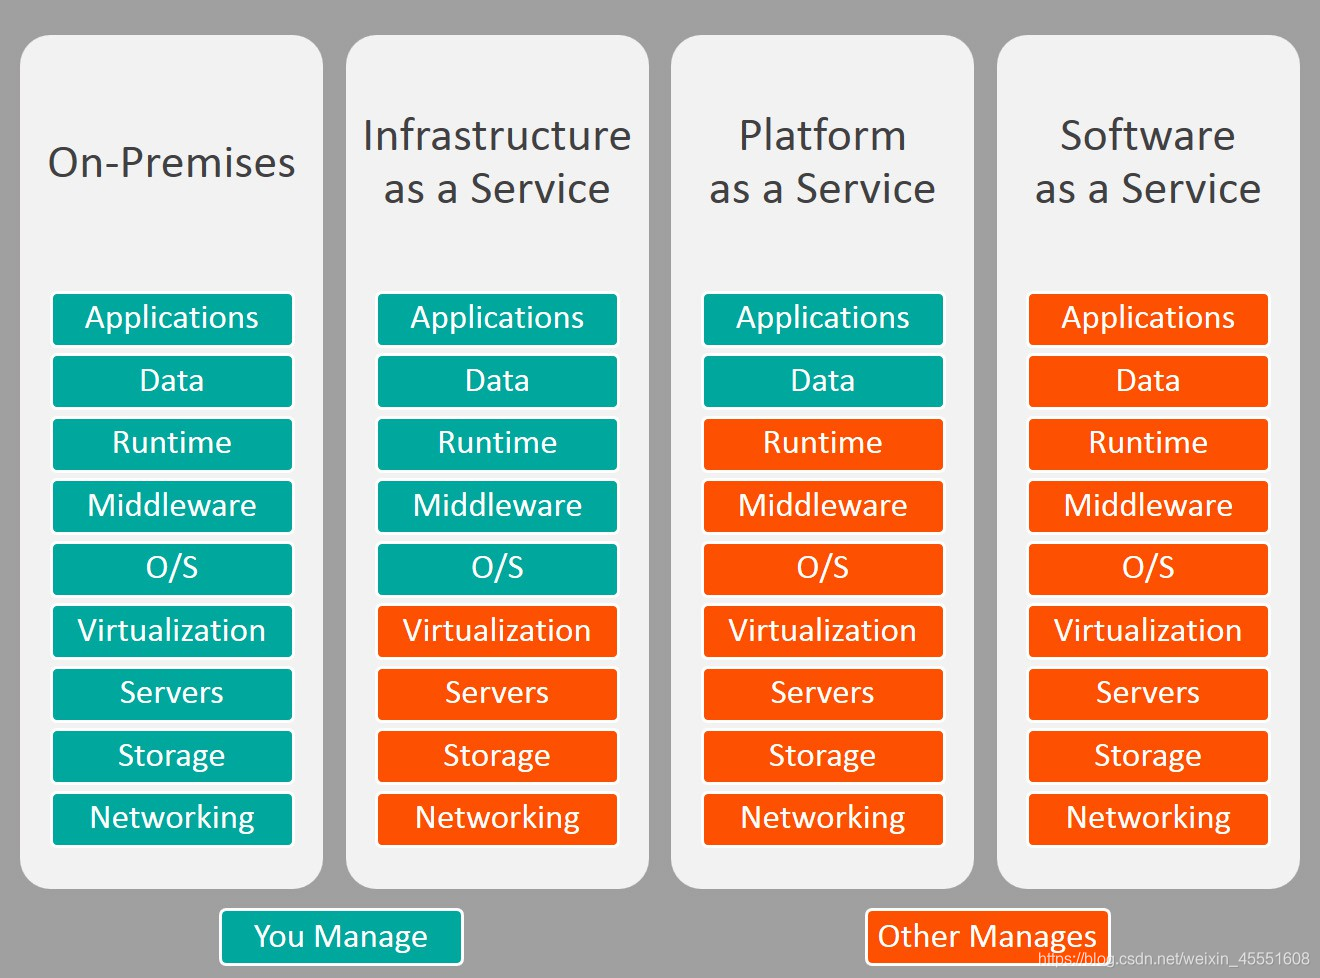 On-Premises
Applications
Data
Runtime
Middleware
O/S
Virtualization
Servers
Storage
Networking
Infrastructure
as a Service
Applications
Data
Runtime
Middleware
O/S
Virtualization
Servers
Storage
Networking
Platform
as a Service
Applications
Data
Runtime
Middleware
O/S
Virtualization
Servers
Storage
Networking
Software
as a Service
Applications
Data
Runtime
Middleware
O/S
Virtualization
Servers
Storage
Networking
You Manage
Other Manages
https://blog.csdn.net/weixin_45551608